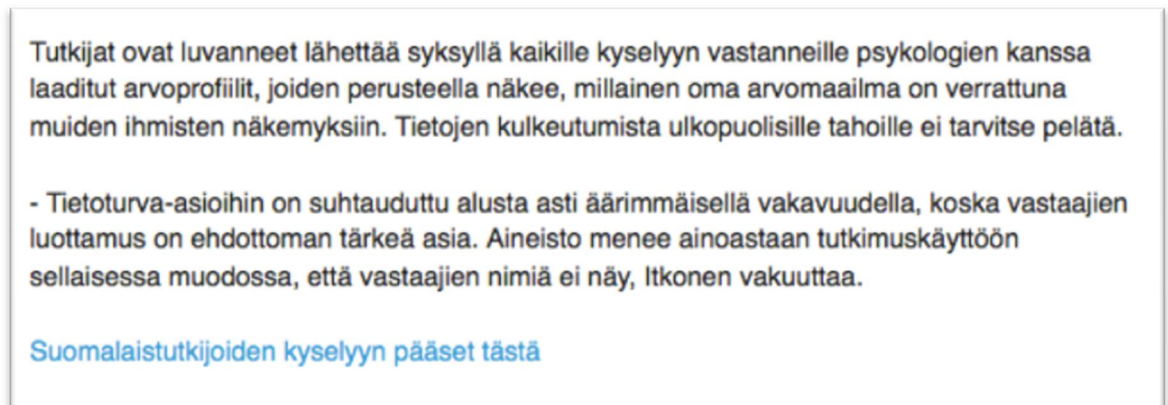 Tutkijat ovat luvanneet lähettää syksyllä kaikille kyselyyn vastanneille psykologien kanssa
laaditut arvoprofiilit, joiden perusteella näkee, millainen oma arvomaailma on verrattuna
muiden ihmisten näkemyksiin. Tietojen kulkeutumista ulkopuolisille tahoille ei tarvitse pelätä.
- Tietoturva-asioihin on suhtauduttu alusta asti äärimmäisellä vakavuudella, koska vastaajien
luottamus on ehdottoman tärkeä asia. Aineisto menee ainoastaan tutkimuskäyttöön
sellaisessa muodossa, että vastaajien nimiä ei näy, Itkonen vakuuttaa.
Suomalaistutkijoiden kyselyyn pääset tästä